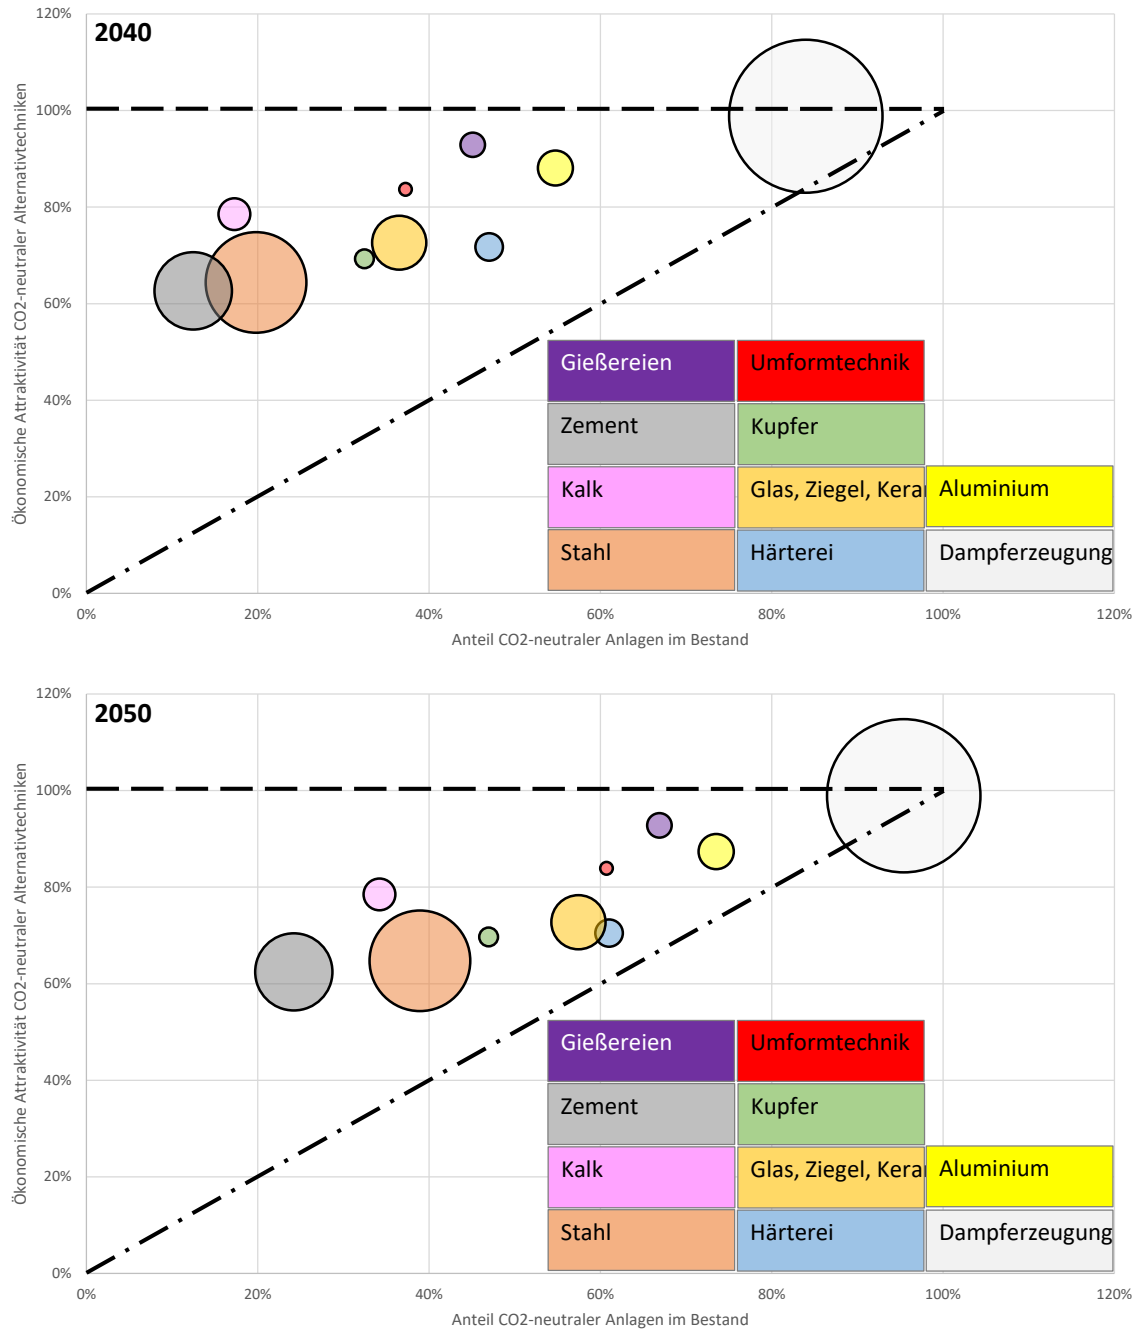 120%
2040
100%
80%
60%
40%
20%
0%
Ökonomische Attraktivität CO2-neutraler Alternativtechniken
Gießereien Umformtechnik
Zement Kupfer
Kalk Glas, Ziegel, Kera Aluminium
Stahl Härterei Dampferzeugung
0% 20% 40% 60% 80% 100% 120%
Anteil CO2-neutraler Anlagen im Bestand
120%
2050
100%
80%
60%
40%
20%
0%
Ökonomische Attraktivität CO2-neutraler Alternativtechniken
Gießereien Umformtechnik
Zement Kupfer
Kalk Glas, Ziegel, Kera Aluminium
Stahl Härterei Dampferzeugung
0% 20% 40% 60% 80% 100% 120%
Anteil CO2-neutraler Anlagen im Bestand